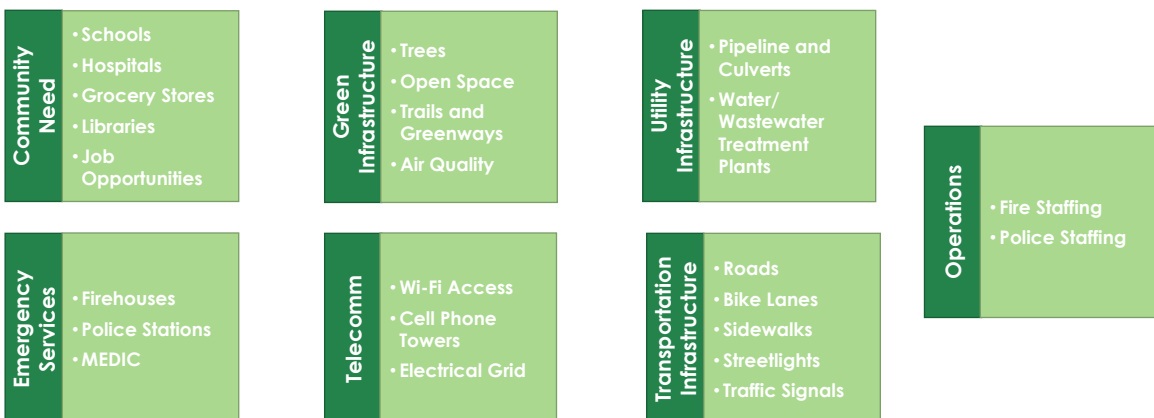 Community
Need
• Schools
• Hospitals
• Grocery Stores
• Libraries
• Job
Opportunities
Green
Infrastructure
• Trees
• Open Space
• Trails and
Greenways
• Air Quality
Utility
Infrastructure
• Pipeline and
Culverts
• Water/
Wastewater
Treatment
Plants
Operations
• Fire Staffing
• Police Staffing
Emergency
Services
• Firehouses
• Police Stations
• MEDIC
Telecomm
• Wi-Fi Access
• Cell Phone
Towers
• Electrical Grid
Transportation
Infrastructure
• Roads
• Bike Lanes
• Sidewalks
• Streetlights
• Traffic Signals